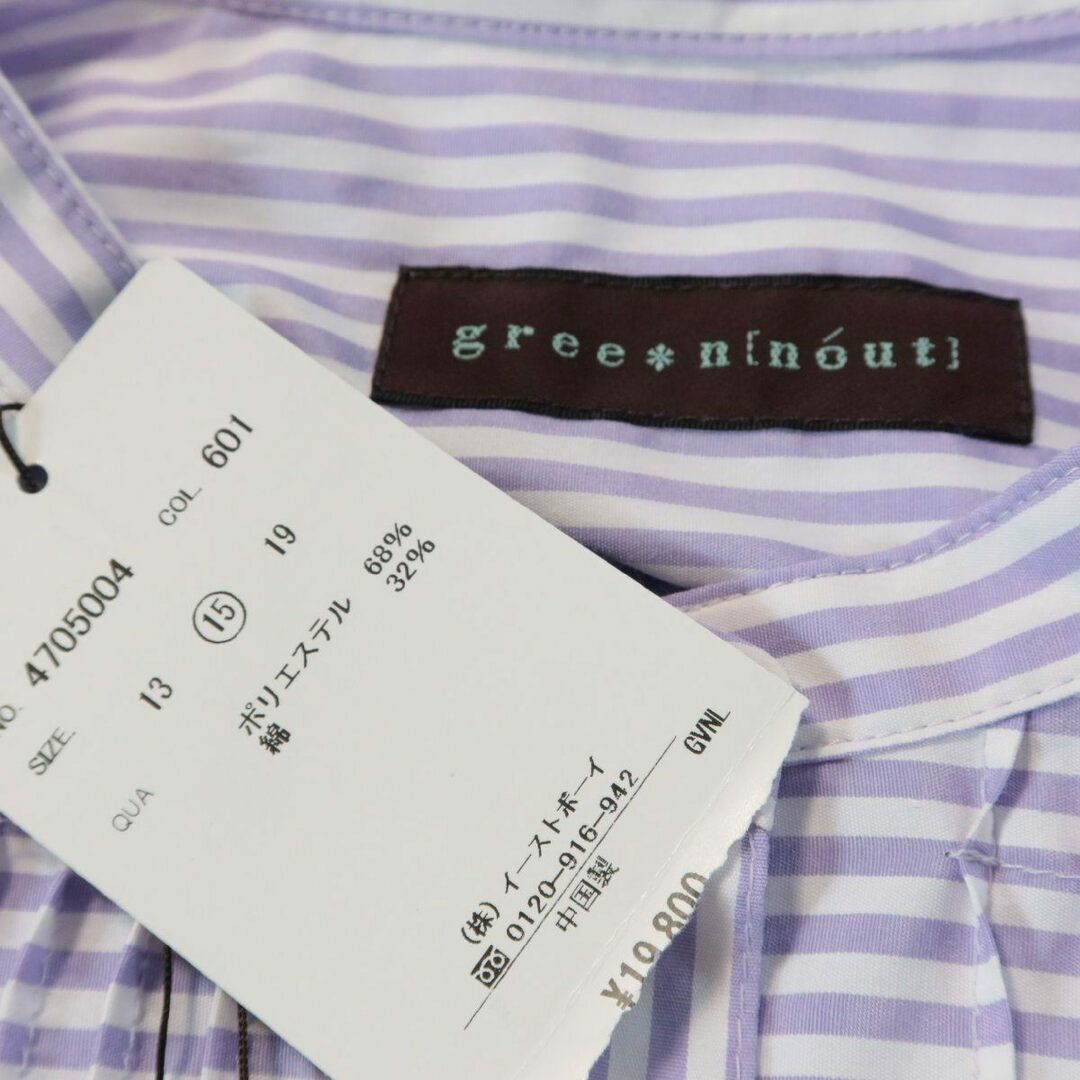 gree*n[nóut]
NO. 4705004 COL. 601
SIZE. 13 15 19
QUA ポリエステル 68%
綿 32%
(株)イーストボーイ
0120-916-942
中国製 GVNL
¥19,800